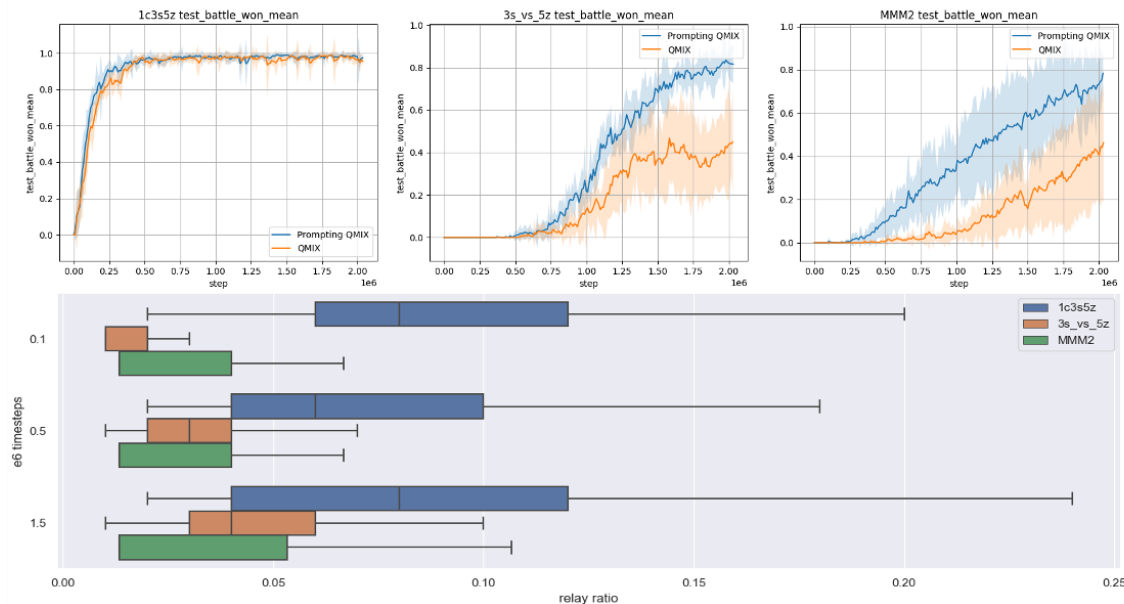 1c3s5z test_battle_won_mean
test_battle_won_mean
1.0
0.8
0.6
0.4
0.2
0.0
Prompting QMIX
QMIX
0.00 0.25 0.50 0.75 1.00 1.25 1.50 1.75 2.00
step
1e6
3s_vs_5z test_battle_won_mean
test_battle_won_mean
1.0
0.8
0.6
0.4
0.2
0.0
Prompting QMIX
QMIX
0.00 0.25 0.50 0.75 1.00 1.25 1.50 1.75 2.00
step
1e6
MMM2 test_battle_won_mean
test_battle_won_mean
1.0
0.8
0.6
0.4
0.2
0.0
Prompting QMIX
QMIX
0.00 0.25 0.50 0.75 1.00 1.25 1.50 1.75 2.00
step
1e6
1c3s5z
3s_vs_5z
MMM2
e6 timesteps
0.1
0.5
1.5
0.00 0.05 0.10 0.15 0.20 0.25
relay ratio